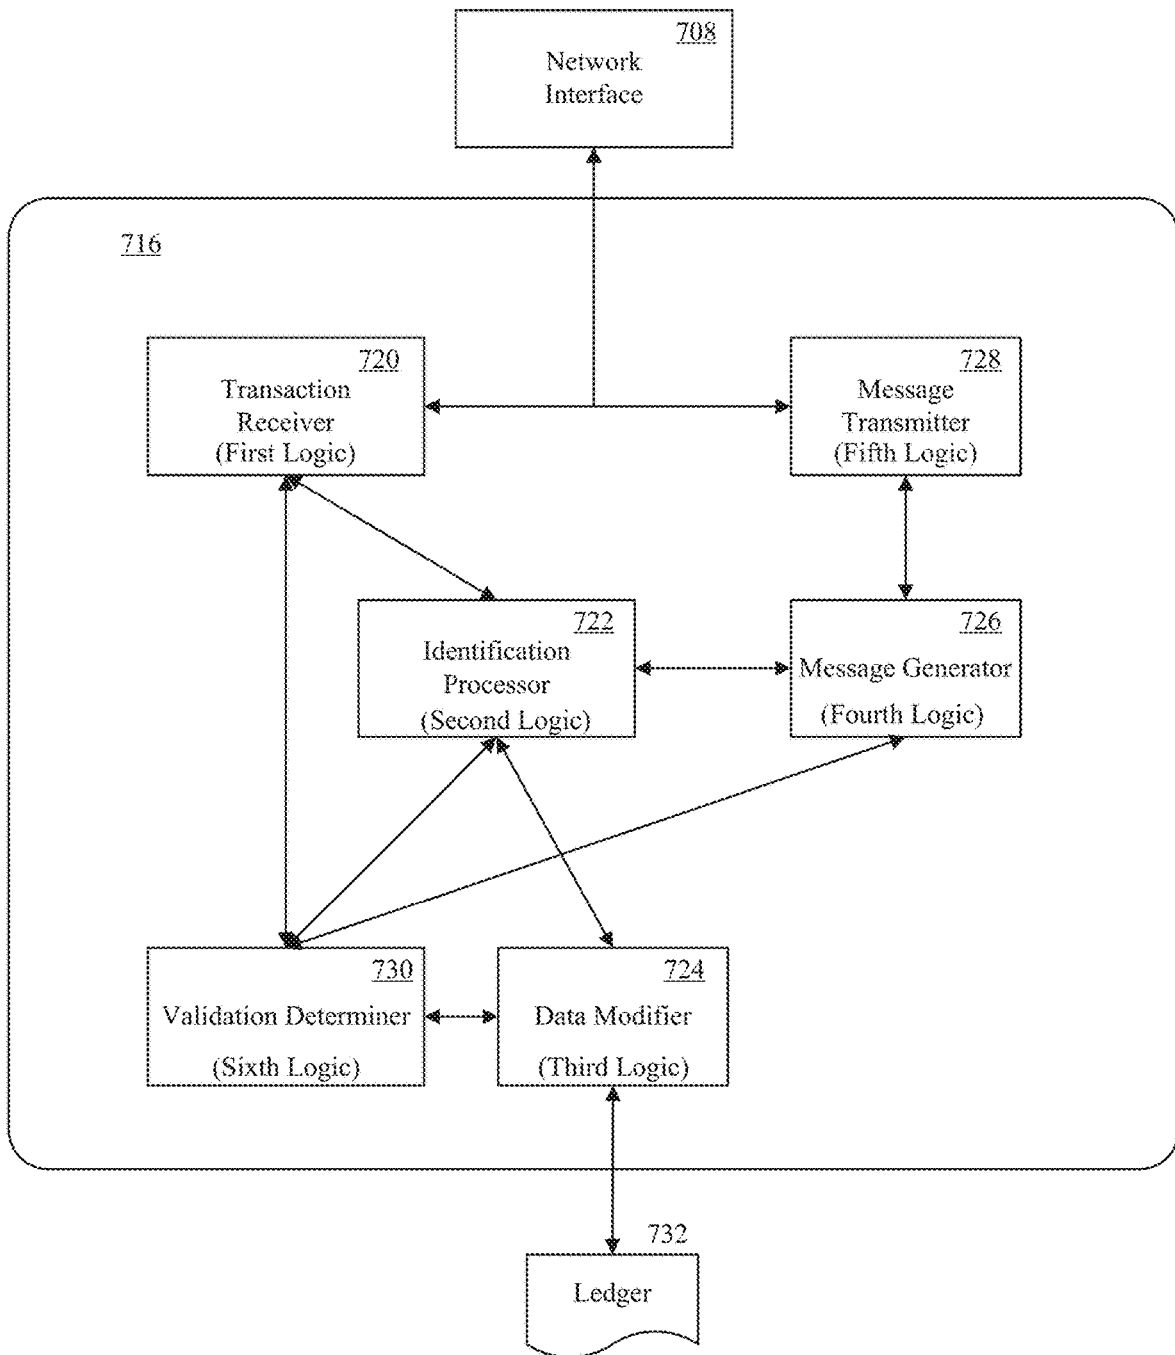 708
Network
Interface
716
720
Transaction
Receiver
(First Logic)
728
Message
Transmitter
(Fifth Logic)
722
Identification
Processor
(Second Logic)
726
Message Generator
(Fourth Logic)
730
Validation Determiner
(Sixth Logic)
724
Data Modifier
(Third Logic)
732
Ledger